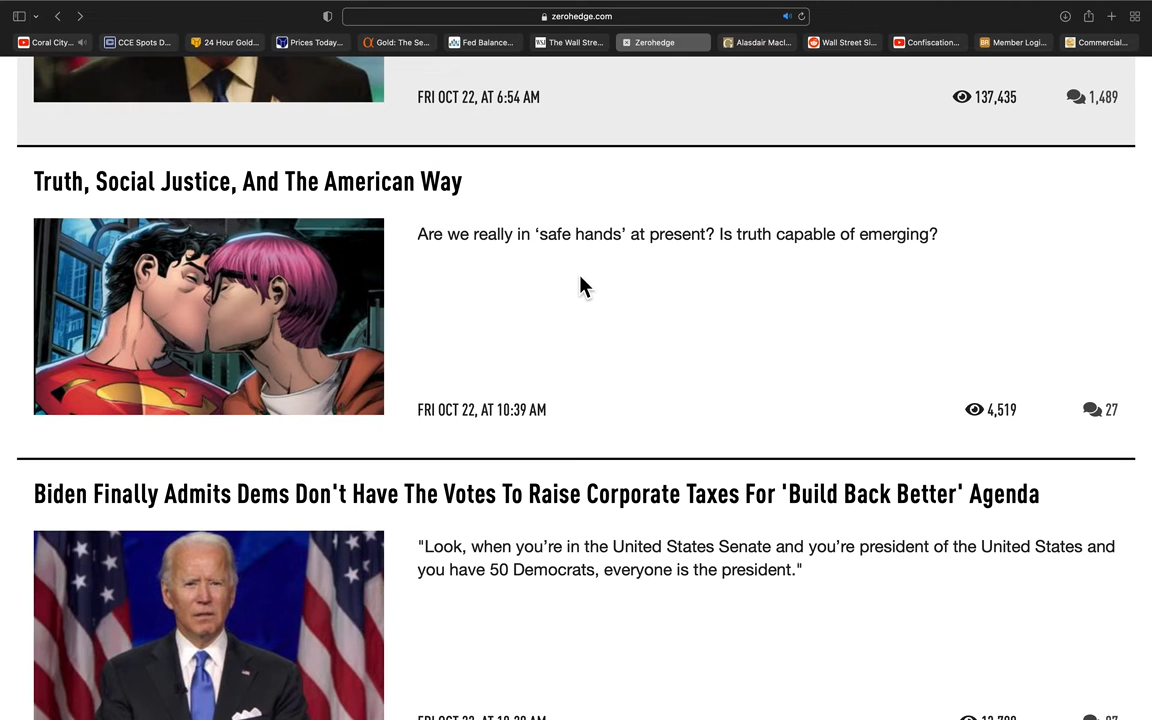 zerohedge.com
Coral City...
CCE Spots D...
24 Hour Gold...
Prices Today...
Gold: The Se...
Fed Balance...
The Wall Stre...
Zerohedge
Alasdair Macl...
Wall Street Si...
Confiscation...
Member Logi...
Commercial...
FRI OCT 22, AT 6:54 AM
137,435
1,489
Truth, Social Justice, And The American Way
Are we really in ‘safe hands’ at present? Is truth capable of emerging?
FRI OCT 22, AT 10:39 AM
4,519
27
Biden Finally Admits Dems Don't Have The Votes To Raise Corporate Taxes For 'Build Back Better' Agenda
"Look, when you’re in the United States Senate and you’re president of the United States and
you have 50 Democrats, everyone is the president."